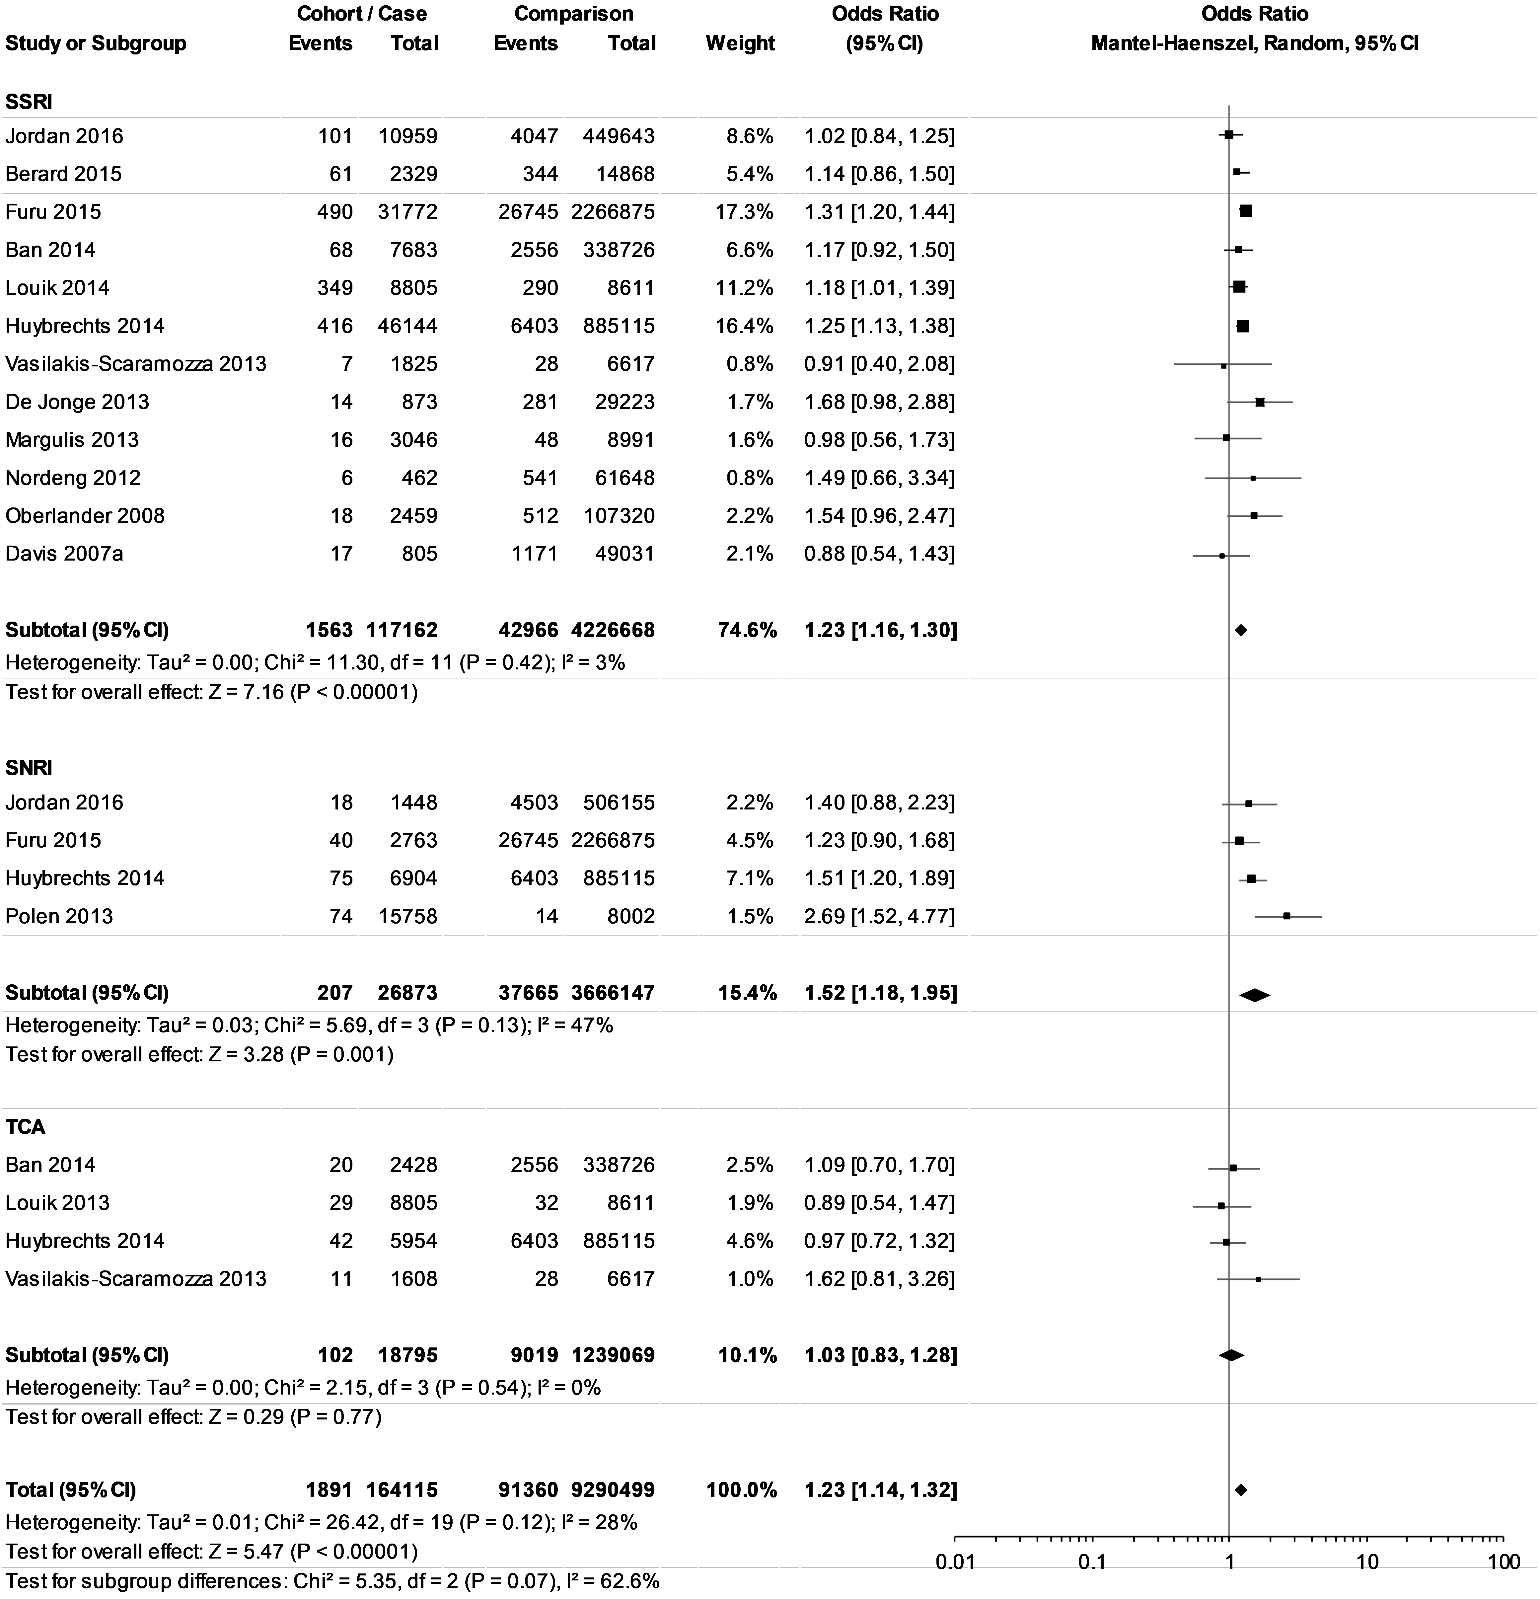 Cohort / Case Comparison Odds Ratio Odds Ratio
Study or Subgroup Events Total Events Total Weight (95% CI) Mantel-Haenszel, Random, 95% CI
SSRI
Jordan 2016 101 10959 4047 449643 8.6% 1.02 [0.84, 1.25]
Berard 2015 61 2329 344 14868 5.4% 1.14 [0.86, 1.50]
Furu 2015 490 31772 26745 2266875 17.3% 1.31 [1.20, 1.44]
Ban 2014 68 7683 2556 338726 6.6% 1.17 [0.92, 1.50]
Louik 2014 349 8805 290 8611 11.2% 1.18 [1.01, 1.39]
Huybrechts 2014 416 46144 6403 885115 16.4% 1.25 [1.13, 1.38]
Vasilakis-Scaramozza 2013 7 1825 28 6617 0.8% 0.91 [0.40, 2.08]
De Jonge 2013 14 873 281 29223 1.7% 1.68 [0.98, 2.88]
Margulis 2013 16 3046 48 8991 1.6% 0.98 [0.56, 1.73]
Nordeng 2012 6 462 541 61648 0.8% 1.49 [0.66, 3.34]
Oberlander 2008 18 2459 512 107320 2.2% 1.54 [0.96, 2.47]
Davis 2007a 17 805 1171 49031 2.1% 0.88 [0.54, 1.43]
Subtotal (95% CI) 1563 117162 42966 4226668 74.6% 1.23 [1.16, 1.30]
Heterogeneity: Tau² = 0.00; Chi² = 11.30, df = 11 (P = 0.42); I² = 3%
Test for overall effect: Z = 7.16 (P < 0.00001)
SNRI
Jordan 2016 18 1448 4503 506155 2.2% 1.40 [0.88, 2.23]
Furu 2015 40 2763 26745 2266875 4.5% 1.23 [0.90, 1.68]
Huybrechts 2014 75 6904 6403 885115 7.1% 1.51 [1.20, 1.89]
Polen 2013 74 15758 14 8002 1.5% 2.69 [1.52, 4.77]
Subtotal (95% CI) 207 26873 37665 3666147 15.4% 1.52 [1.18, 1.95]
Heterogeneity: Tau² = 0.03; Chi² = 5.69, df = 3 (P = 0.13); I² = 47%
Test for overall effect: Z = 3.28 (P = 0.001)
TCA
Ban 2014 20 2428 2556 338726 2.5% 1.09 [0.70, 1.70]
Louik 2013 29 8805 32 8611 1.9% 0.89 [0.54, 1.47]
Huybrechts 2014 42 5954 6403 885115 4.6% 0.97 [0.72, 1.32]
Vasilakis-Scaramozza 2013 11 1608 28 6617 1.0% 1.62 [0.81, 3.26]
Subtotal (95% CI) 102 18795 9019 1239069 10.1% 1.03 [0.83, 1.28]
Heterogeneity: Tau² = 0.00; Chi² = 2.15, df = 3 (P = 0.54); I² = 0%
Test for overall effect: Z = 0.29 (P = 0.77)
Total (95% CI) 1891 164115 91360 9290499 100.0% 1.23 [1.14, 1.32]
Heterogeneity: Tau² = 0.01; Chi² = 26.42, df = 19 (P = 0.12); I² = 28%
Test for overall effect: Z = 5.47 (P < 0.00001)
0.01 0.1 1 10 100
Test for subgroup differences: Chi² = 5.35, df = 2 (P = 0.07), I² = 62.6%